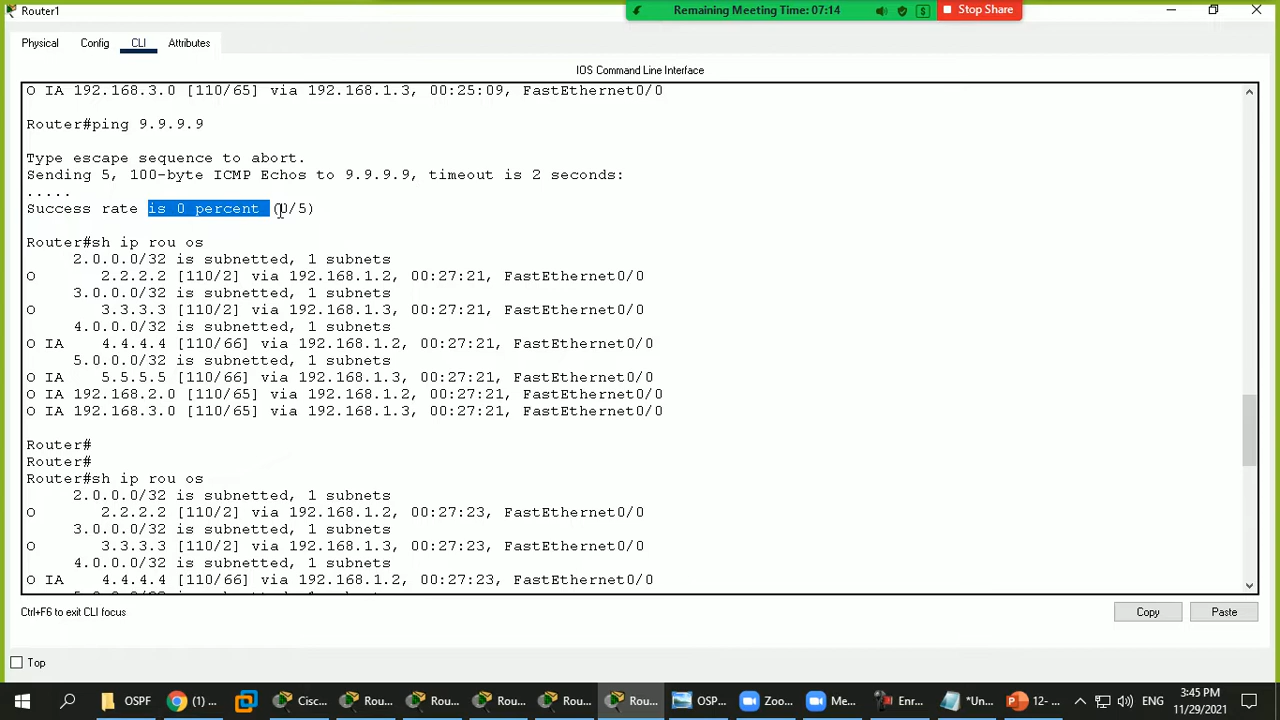 Router1
Remaining Meeting Time: 07:14
Stop Share
Physical Config CLI Attributes
IOS Command Line Interface
O IA 192.168.3.0 [110/65] via 192.168.1.3, 00:25:09, FastEthernet0/0
Router#ping 9.9.9.9
Type escape sequence to abort.
Sending 5, 100-byte ICMP Echos to 9.9.9.9, timeout is 2 seconds:
.....
Success rate is 0 percent (0/5)
Router#sh ip rou os
2.0.0.0/32 is subnetted, 1 subnets
O 2.2.2.2 [110/2] via 192.168.1.2, 00:27:21, FastEthernet0/0
3.0.0.0/32 is subnetted, 1 subnets
O 3.3.3.3 [110/2] via 192.168.1.3, 00:27:21, FastEthernet0/0
4.0.0.0/32 is subnetted, 1 subnets
O IA 4.4.4.4 [110/66] via 192.168.1.2, 00:27:21, FastEthernet0/0
5.0.0.0/32 is subnetted, 1 subnets
O IA 5.5.5.5 [110/66] via 192.168.1.3, 00:27:21, FastEthernet0/0
O IA 192.168.2.0 [110/65] via 192.168.1.2, 00:27:21, FastEthernet0/0
O IA 192.168.3.0 [110/65] via 192.168.1.3, 00:27:21, FastEthernet0/0
Router#
Router#
Router#sh ip rou os
2.0.0.0/32 is subnetted, 1 subnets
O 2.2.2.2 [110/2] via 192.168.1.2, 00:27:23, FastEthernet0/0
3.0.0.0/32 is subnetted, 1 subnets
O 3.3.3.3 [110/2] via 192.168.1.3, 00:27:23, FastEthernet0/0
4.0.0.0/32 is subnetted, 1 subnets
O IA 4.4.4.4 [110/66] via 192.168.1.2, 00:27:23, FastEthernet0/0
Ctrl+F6 to exit CLI focus
Copy Paste
Top
OSPF (1) ... Cisc... Rou... Rou... Rou... Rou... Rou... OSP... Zoo... Me... Enr... *Un... 12-... ENG
3:45 PM
11/29/2021